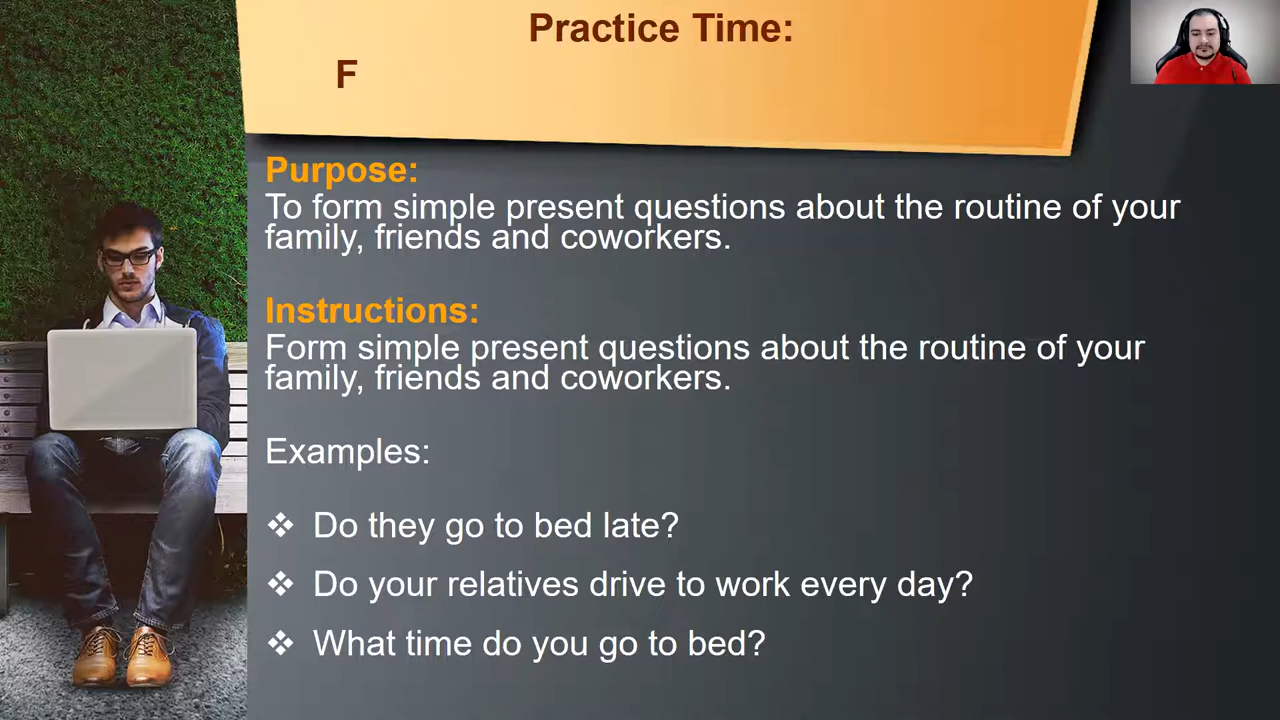 Practice Time:
F
Purpose:
To form simple present questions about the routine of your
family, friends and coworkers.
Instructions:
Form simple present questions about the routine of your
family, friends and coworkers.
Examples:
❖ Do they go to bed late?
❖ Do your relatives drive to work every day?
❖ What time do you go to bed?